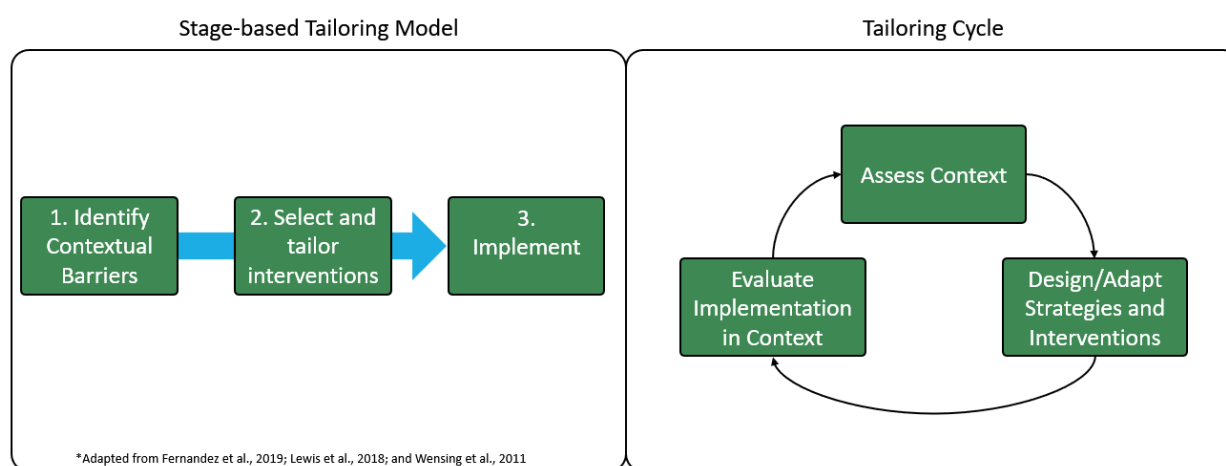 Stage-based Tailoring Model
1. Identify
Contextual
Barriers
2. Select and
tailor
interventions
3.
Implement
*Adapted from Fernandez et al., 2019; Lewis et al., 2018; and Wensing et al., 2011
Tailoring Cycle
Assess Context
Design/Adapt
Strategies and
Interventions
Evaluate
Implementation
in Context